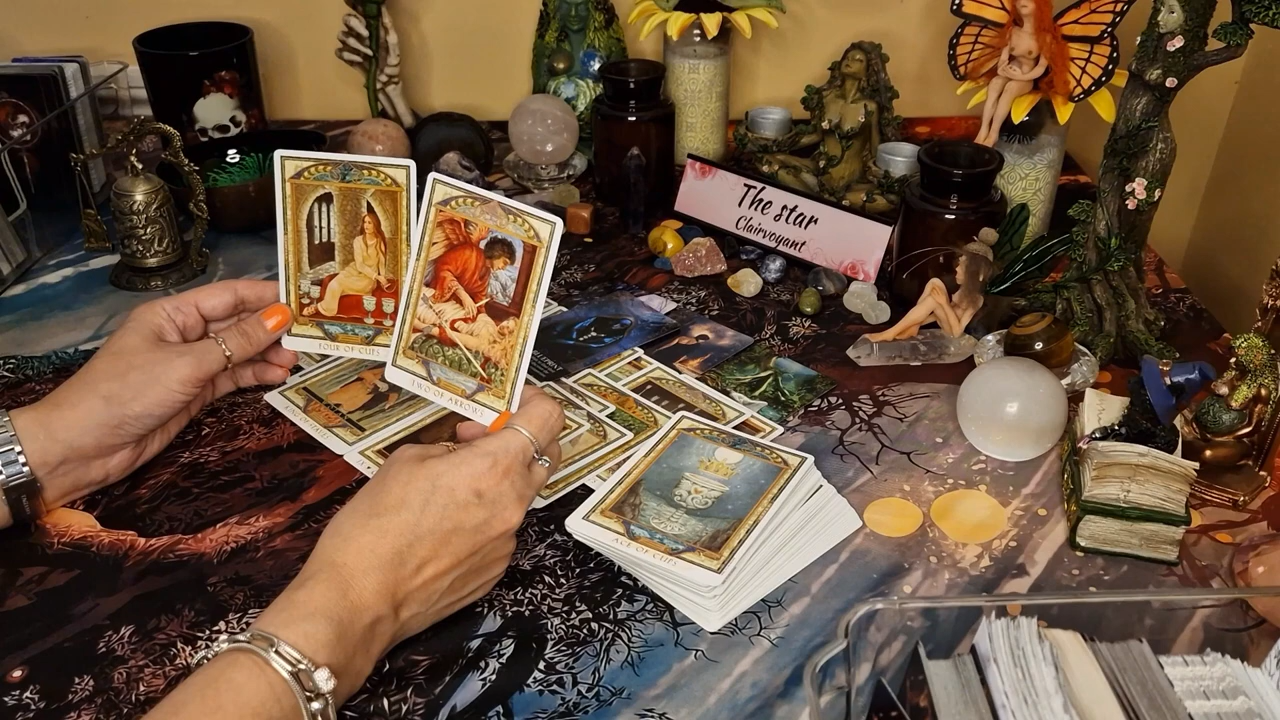 The star
Clairvoyant
FOUR OF CUPS
TWO OF ARROWS
ACE OF CUPS